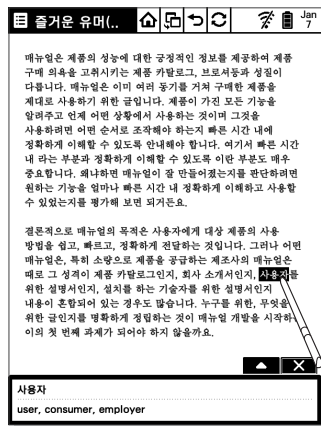 즐거운 유머(..
Jan
7
매뉴얼은 제품의 성능에 대한 긍정적인 정보를 제공하여 제품
구매 의욕을 고취시키는 제품 카탈로그, 브로셔등과 성질이
다릅니다. 매뉴얼은 이미 여러 동기를 거쳐 구매한 제품을
제대로 사용하기 위한 글입니다. 제품이 가진 모든 기능을
알려주고 언제 어떤 상황에서 사용하는 것이며 그것을
사용하려면 어떤 순서로 조작해야 하는지 빠른 시간 내에
정확하게 이해할 수 있도록 안내해야 합니다. 여기서 빠른 시간
내 라는 부분과 정확하게 이해할 수 있도록 이란 부분도 매우
중요합니다. 왜냐하면 매뉴얼이 잘 만들어졌는지를 판단하려면
원하는 기능을 얼마나 빠른 시간 내 정확하게 이해하고 사용할
수 있었는지를 평가해 보면 되거든요.
결론적으로 매뉴얼의 목적은 사용자에게 대상 제품의 사용
방법을 쉽고, 빠르고, 정확하게 전달하는 것입니다. 그러나 어떤
매뉴얼은, 특히 소량으로 제품을 공급하는 제조사의 매뉴얼은
때로 그 성격이 제품 카탈로그인지, 회사 소개서인지, 사용자를
위한 설명서인지, 설치를 하는 기술자를 위한 설명서인지
내용이 혼합되어 있는 경우도 많습니다. 누구를 위한, 무엇을
위한 글인지를 명확하게 정립하는 것이 매뉴얼 개발을 시작하
이의 첫 번째 과제가 되어야 하지 않을까요.
사용자
user, consumer, employer